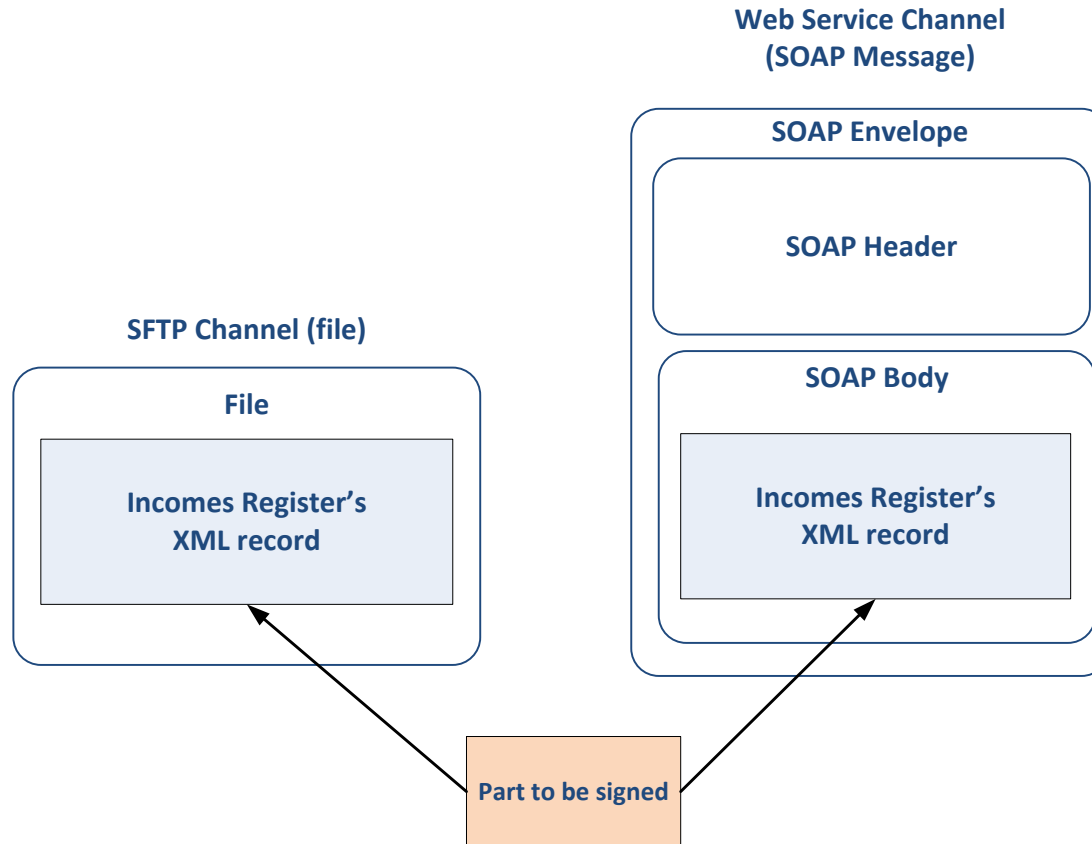 Web Service Channel
(SOAP Message)
SOAP Envelope
SOAP Header
SFTP Channel (file)
SOAP Body
File
Incomes Register’s
XML record
Incomes Register’s
XML record
Part to be signed